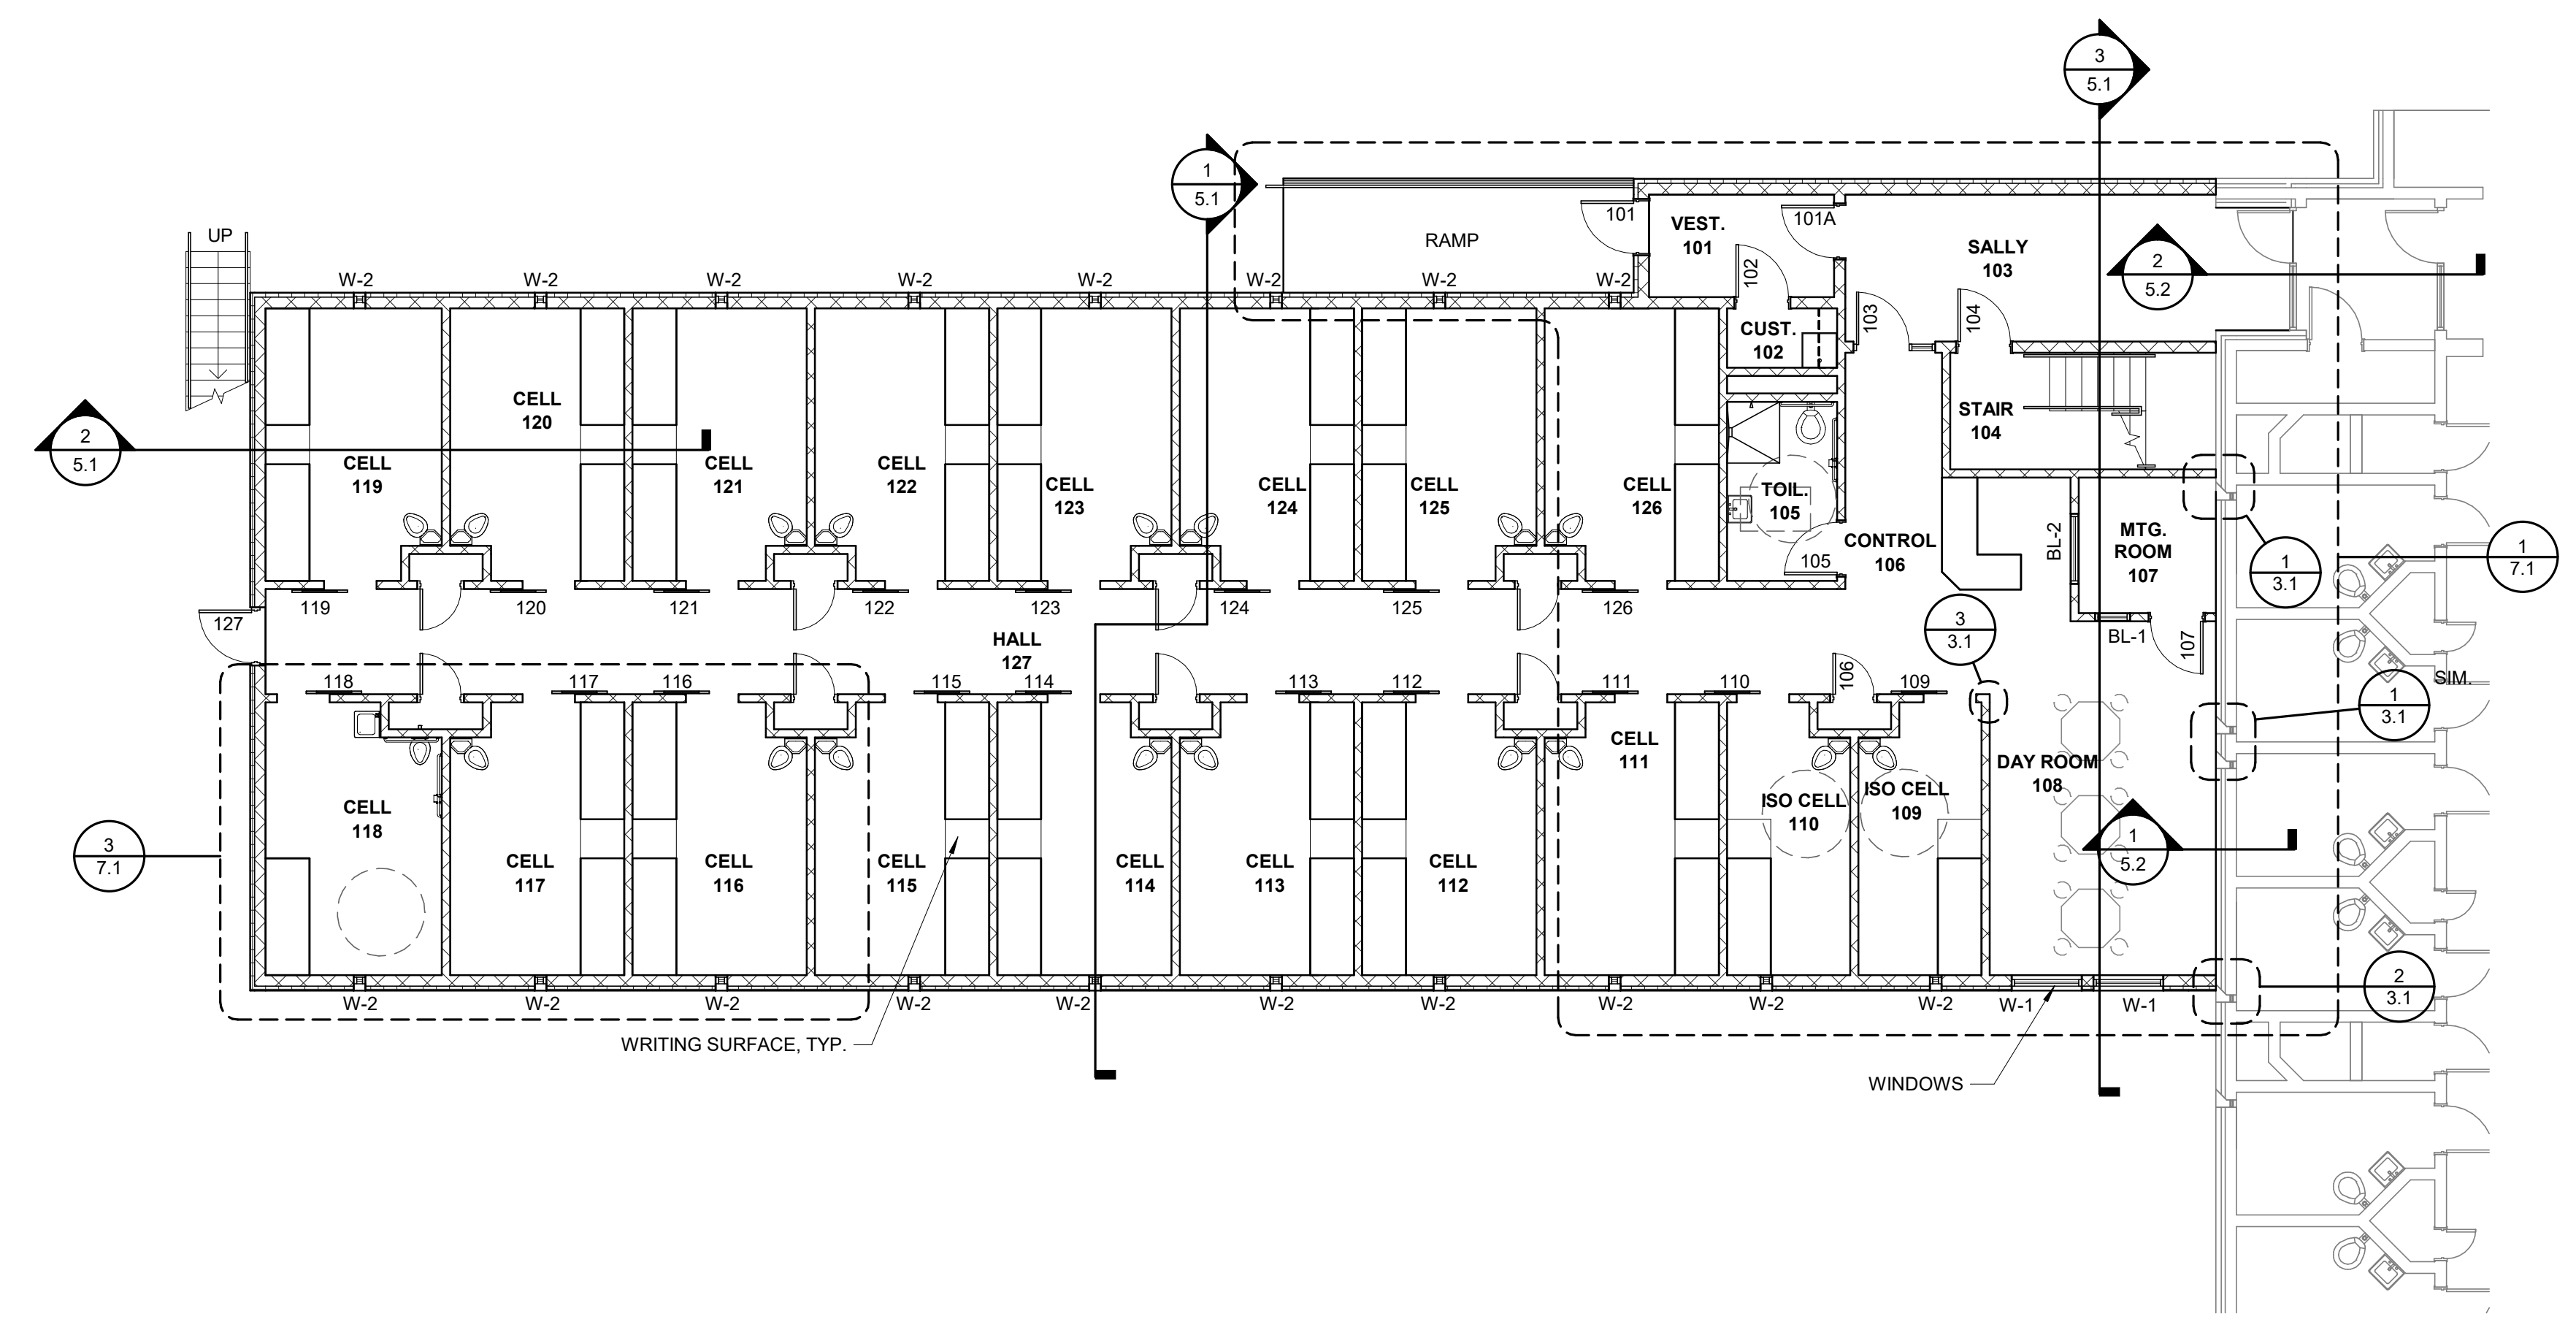 3
5.1
1
5.1
UP
RAMP
101
VEST.
101
101A
102
SALLY
103
2
5.2
W-2
W-2
W-2
W-2
W-2
W-2
W-2
W-2
CUST.
102
103
104
STAIR
104
2
5.1
CELL
119
CELL
120
CELL
121
CELL
122
CELL
123
CELL
124
CELL
125
CELL
126
TOIL.
105
105
CONTROL
106
BL-2
MTG.
ROOM
107
1
3.1
1
7.1
119
120
121
122
123
124
125
126
127
HALL
127
3
3.1
BL-1
107
SIM.
1
3.1
118
117
116
115
114
113
112
111
110
106
109
CELL
118
CELL
117
CELL
116
CELL
115
CELL
114
CELL
113
CELL
112
CELL
111
ISO CELL
110
ISO CELL
109
DAY ROOM
108
1
5.2
3
7.1
2
3.1
W-2
W-2
W-2
W-2
W-2
W-2
W-2
W-2
W-2
W-2
W-1
W-1
WRITING SURFACE, TYP.
WINDOWS